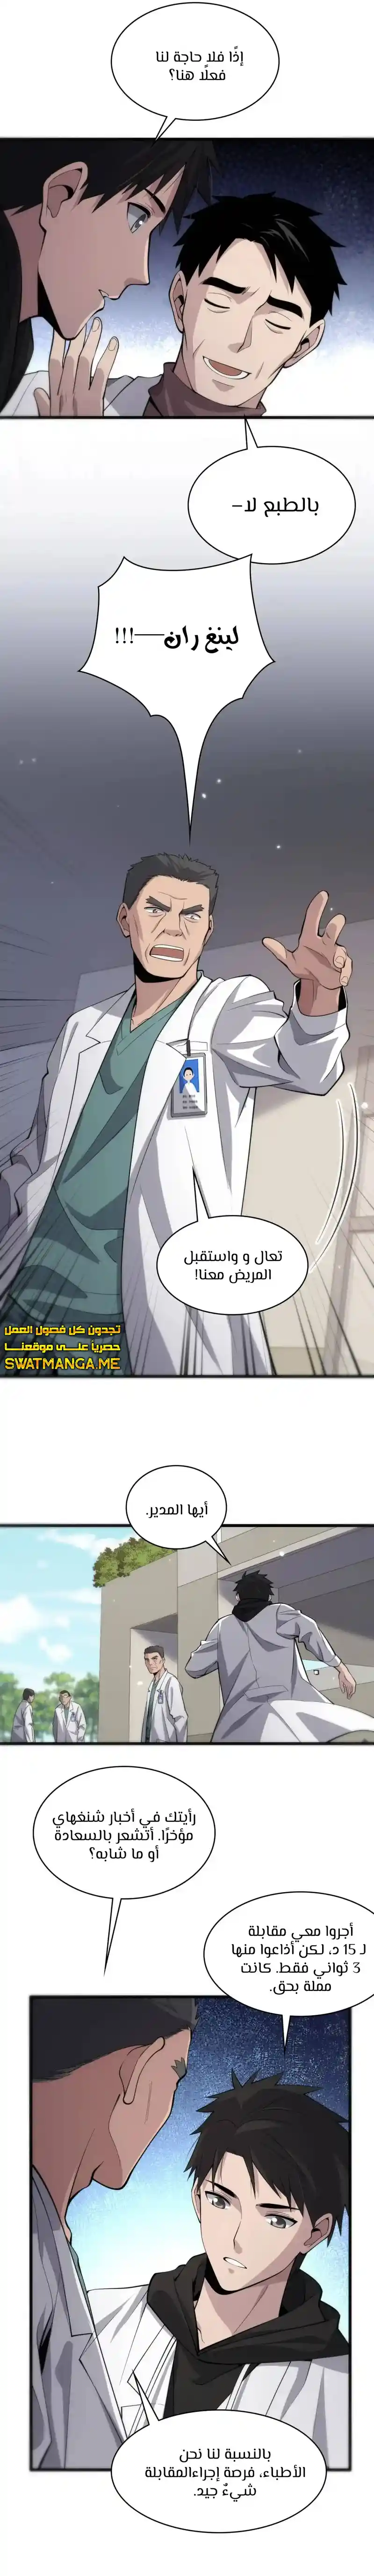 إذًا فلا حاجة لنا
فعلًا هنا؟
بالطبع لا-
لينغ ران—!!!
تعال و واستقبل
المريض معنا!
تجدون كل فصول العمل
حصريا على موقعنا
SWATMANGA.ME
أيها المدير.
رأيتك في أخبار شنغهاي
مؤخرًا. أتشعر بالسعادة
أو ما شابه؟
أجروا معي مقابلة
لـ 15 د، لكن أذاعوا منها
3 ثواني فقط. كانت
مملة بحق.
بالنسبة لنا نحن
الأطباء، فرصة إجراءالمقابلة
شيءٌ جيد.